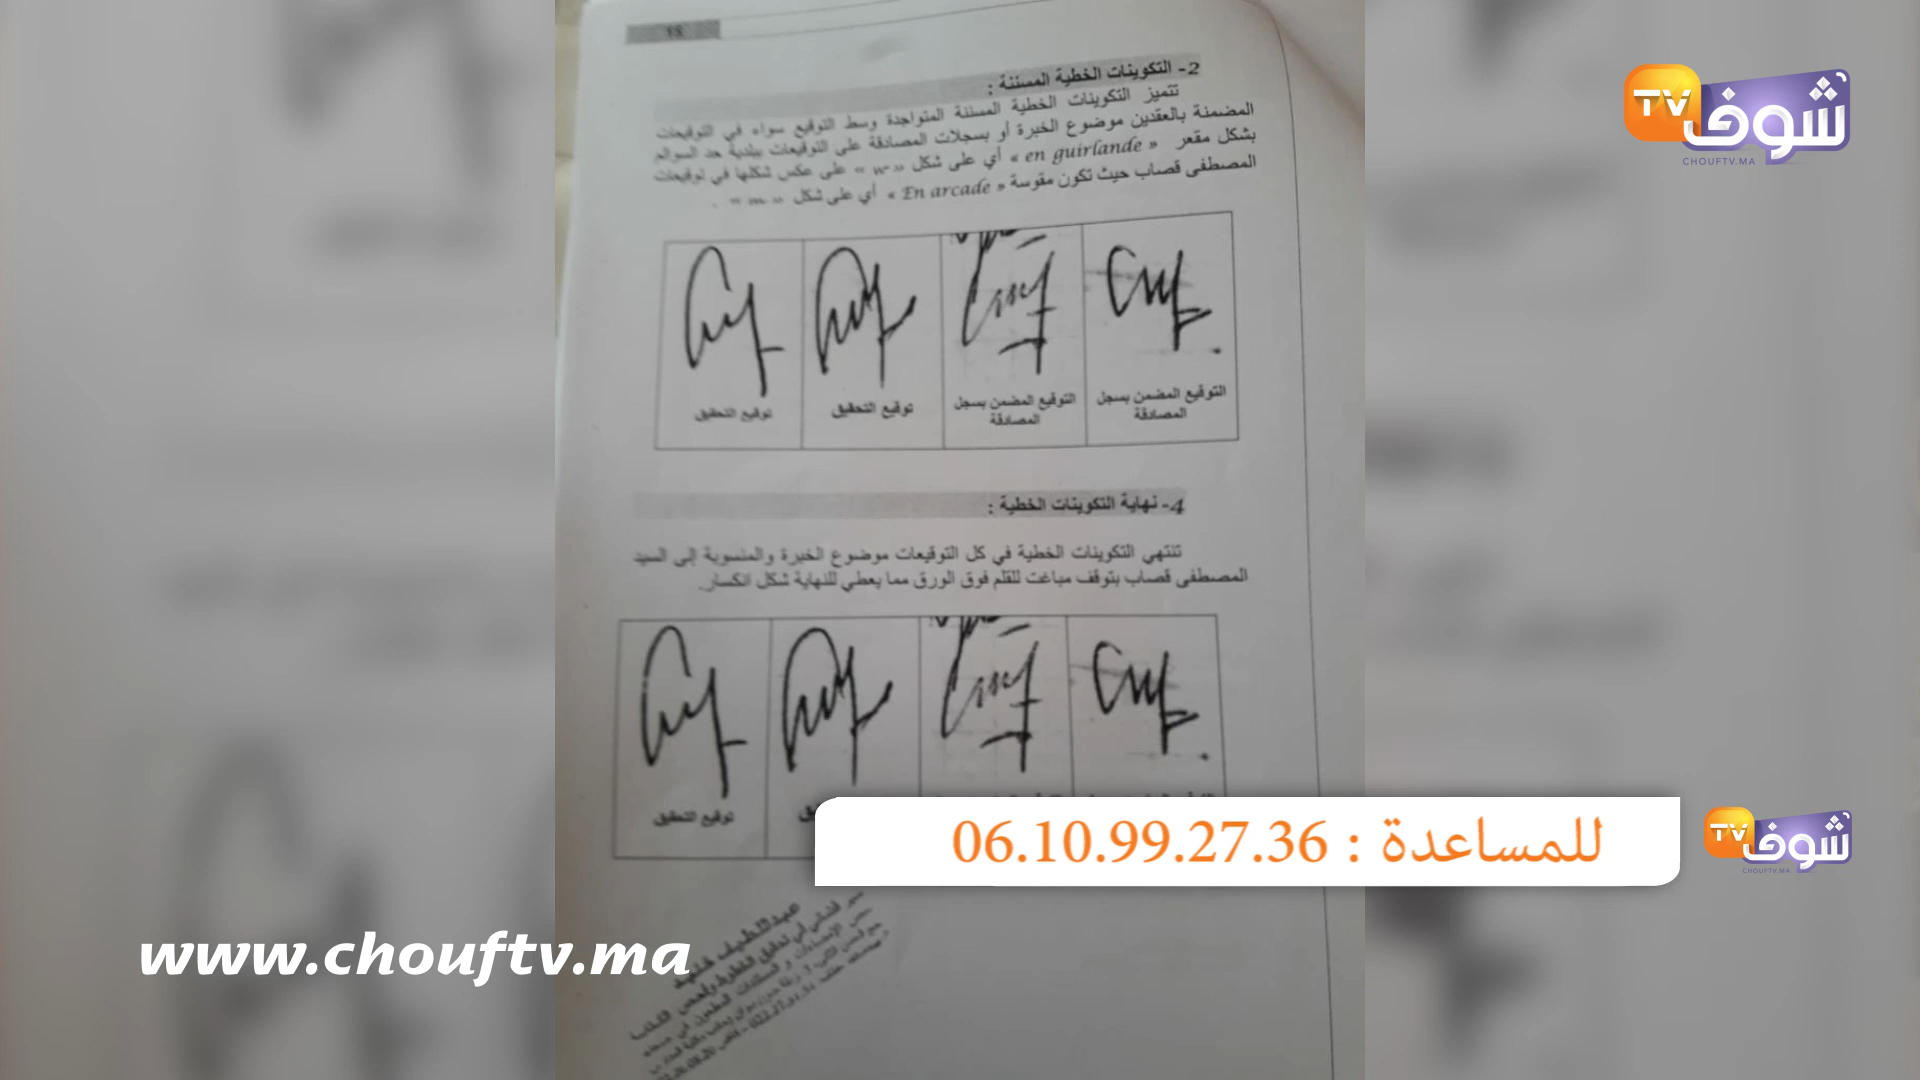 18
2- التكوينات الخطية المسننة :
تتميز التكوينات الخطية المسننة المتواجدة وسط التوقيع سواء في التوقيعات
المضمنة بالعقدين موضوع الخبرة أو بسجلات المصادقة على التوقيعات ببلدية حد السوالم
بشكل مقعر « en guirlande » أي على شكل « w » على عكس شكلها في توقيعات
المصطفى قصاب حيث تكون مقوسة « En arcade » أي على شكل « m » .
التوقيع المضمن بسجل المصادقة
التوقيع المضمن بسجل المصادقة
توقيع التحقيق
توقيع التحقيق
4- نهاية التكوينات الخطية :
تنتهي التكوينات الخطية في كل التوقيعات موضوع الخبرة والمنسوبة إلى السيد
المصطفى قصاب بتوقف مباغت للقلم فوق الورق مما يعطي للنهاية شكل انكسار.
توقيع التحقيق
شوف TV
CHOUFTV.MA
للمساعدة : 06.10.99.27.36
شوف TV
CHOUFTV.MA
www.chouftv.ma